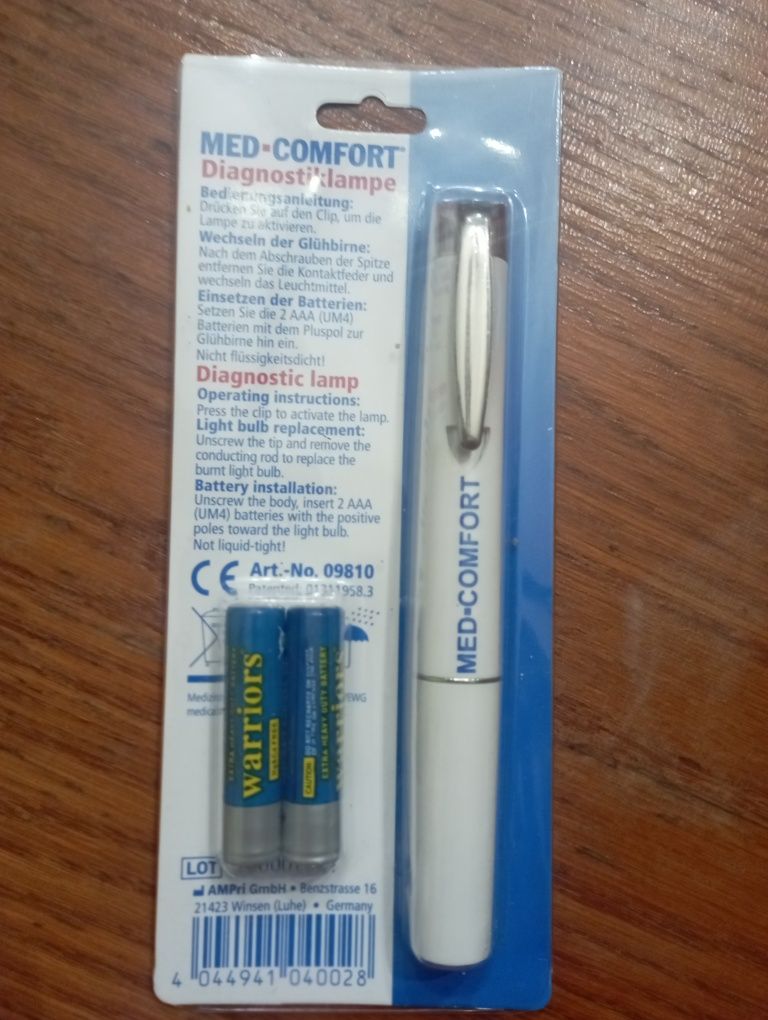 MED-COMFORT®
Diagnostiklampe
Bedienungsanleitung:
Drücken Sie auf den Clip, um die
Lampe zu aktivieren.
Wechseln der Glühbirne:
Nach dem Abschrauben der Spitze
entfernen Sie die Kontaktfeder und
wechseln das Leuchtmittel.
Einsetzen der Batterien:
Setzen Sie die 2 AAA (UM4)
Batterien mit dem Pluspol zur
Glühbirne hin ein.
Nicht flüssigkeitsdicht!
Diagnostic lamp
Operating instructions:
Press the clip to activate the lamp.
Light bulb replacement:
Unscrew the tip and remove the
conducting rod to replace the
burnt light bulb.
Battery installation:
Unscrew the body, insert 2 AAA
(UM4) batteries with the positive
poles toward the light bulb.
Not liquid-tight!
CE Art.-No. 09810
Patented: 01311958.3
warriors
EXTRA HEAVY DUTY BATTERY
CAUTION
LOT
AMPri GmbH • Benzstrasse 16
21423 Winsen (Luhe) • Germany
4 044941 040028
MED-COMFORT